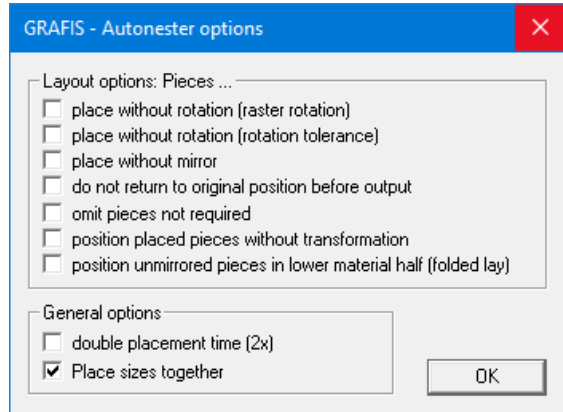 GRAFIS - Autonester options
Layout options: Pieces ...
place without rotation (raster rotation)
place without rotation (rotation tolerance)
place without mirror
do not return to original position before output
omit pieces not required
position placed pieces without transformation
position unmirrored pieces in lower material half (folded lay)
General options
double placement time (2x)
Place sizes together
OK